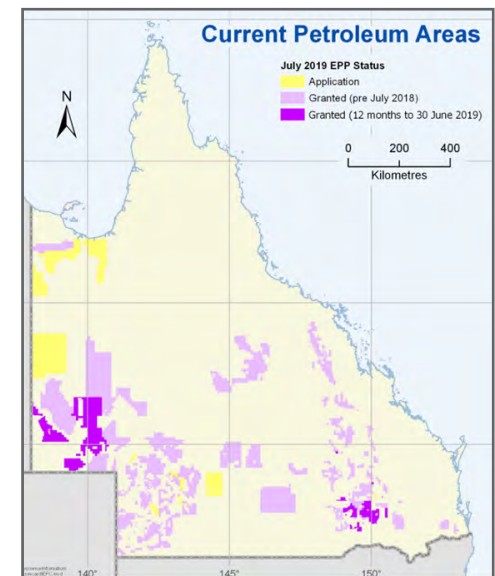 Current Petroleum Areas
July 2019 EPP Status
Application
Granted (pre July 2018)
Granted (12 months to 30 June 2019)
N
0 200 400
Kilometres
140° 145° 150°